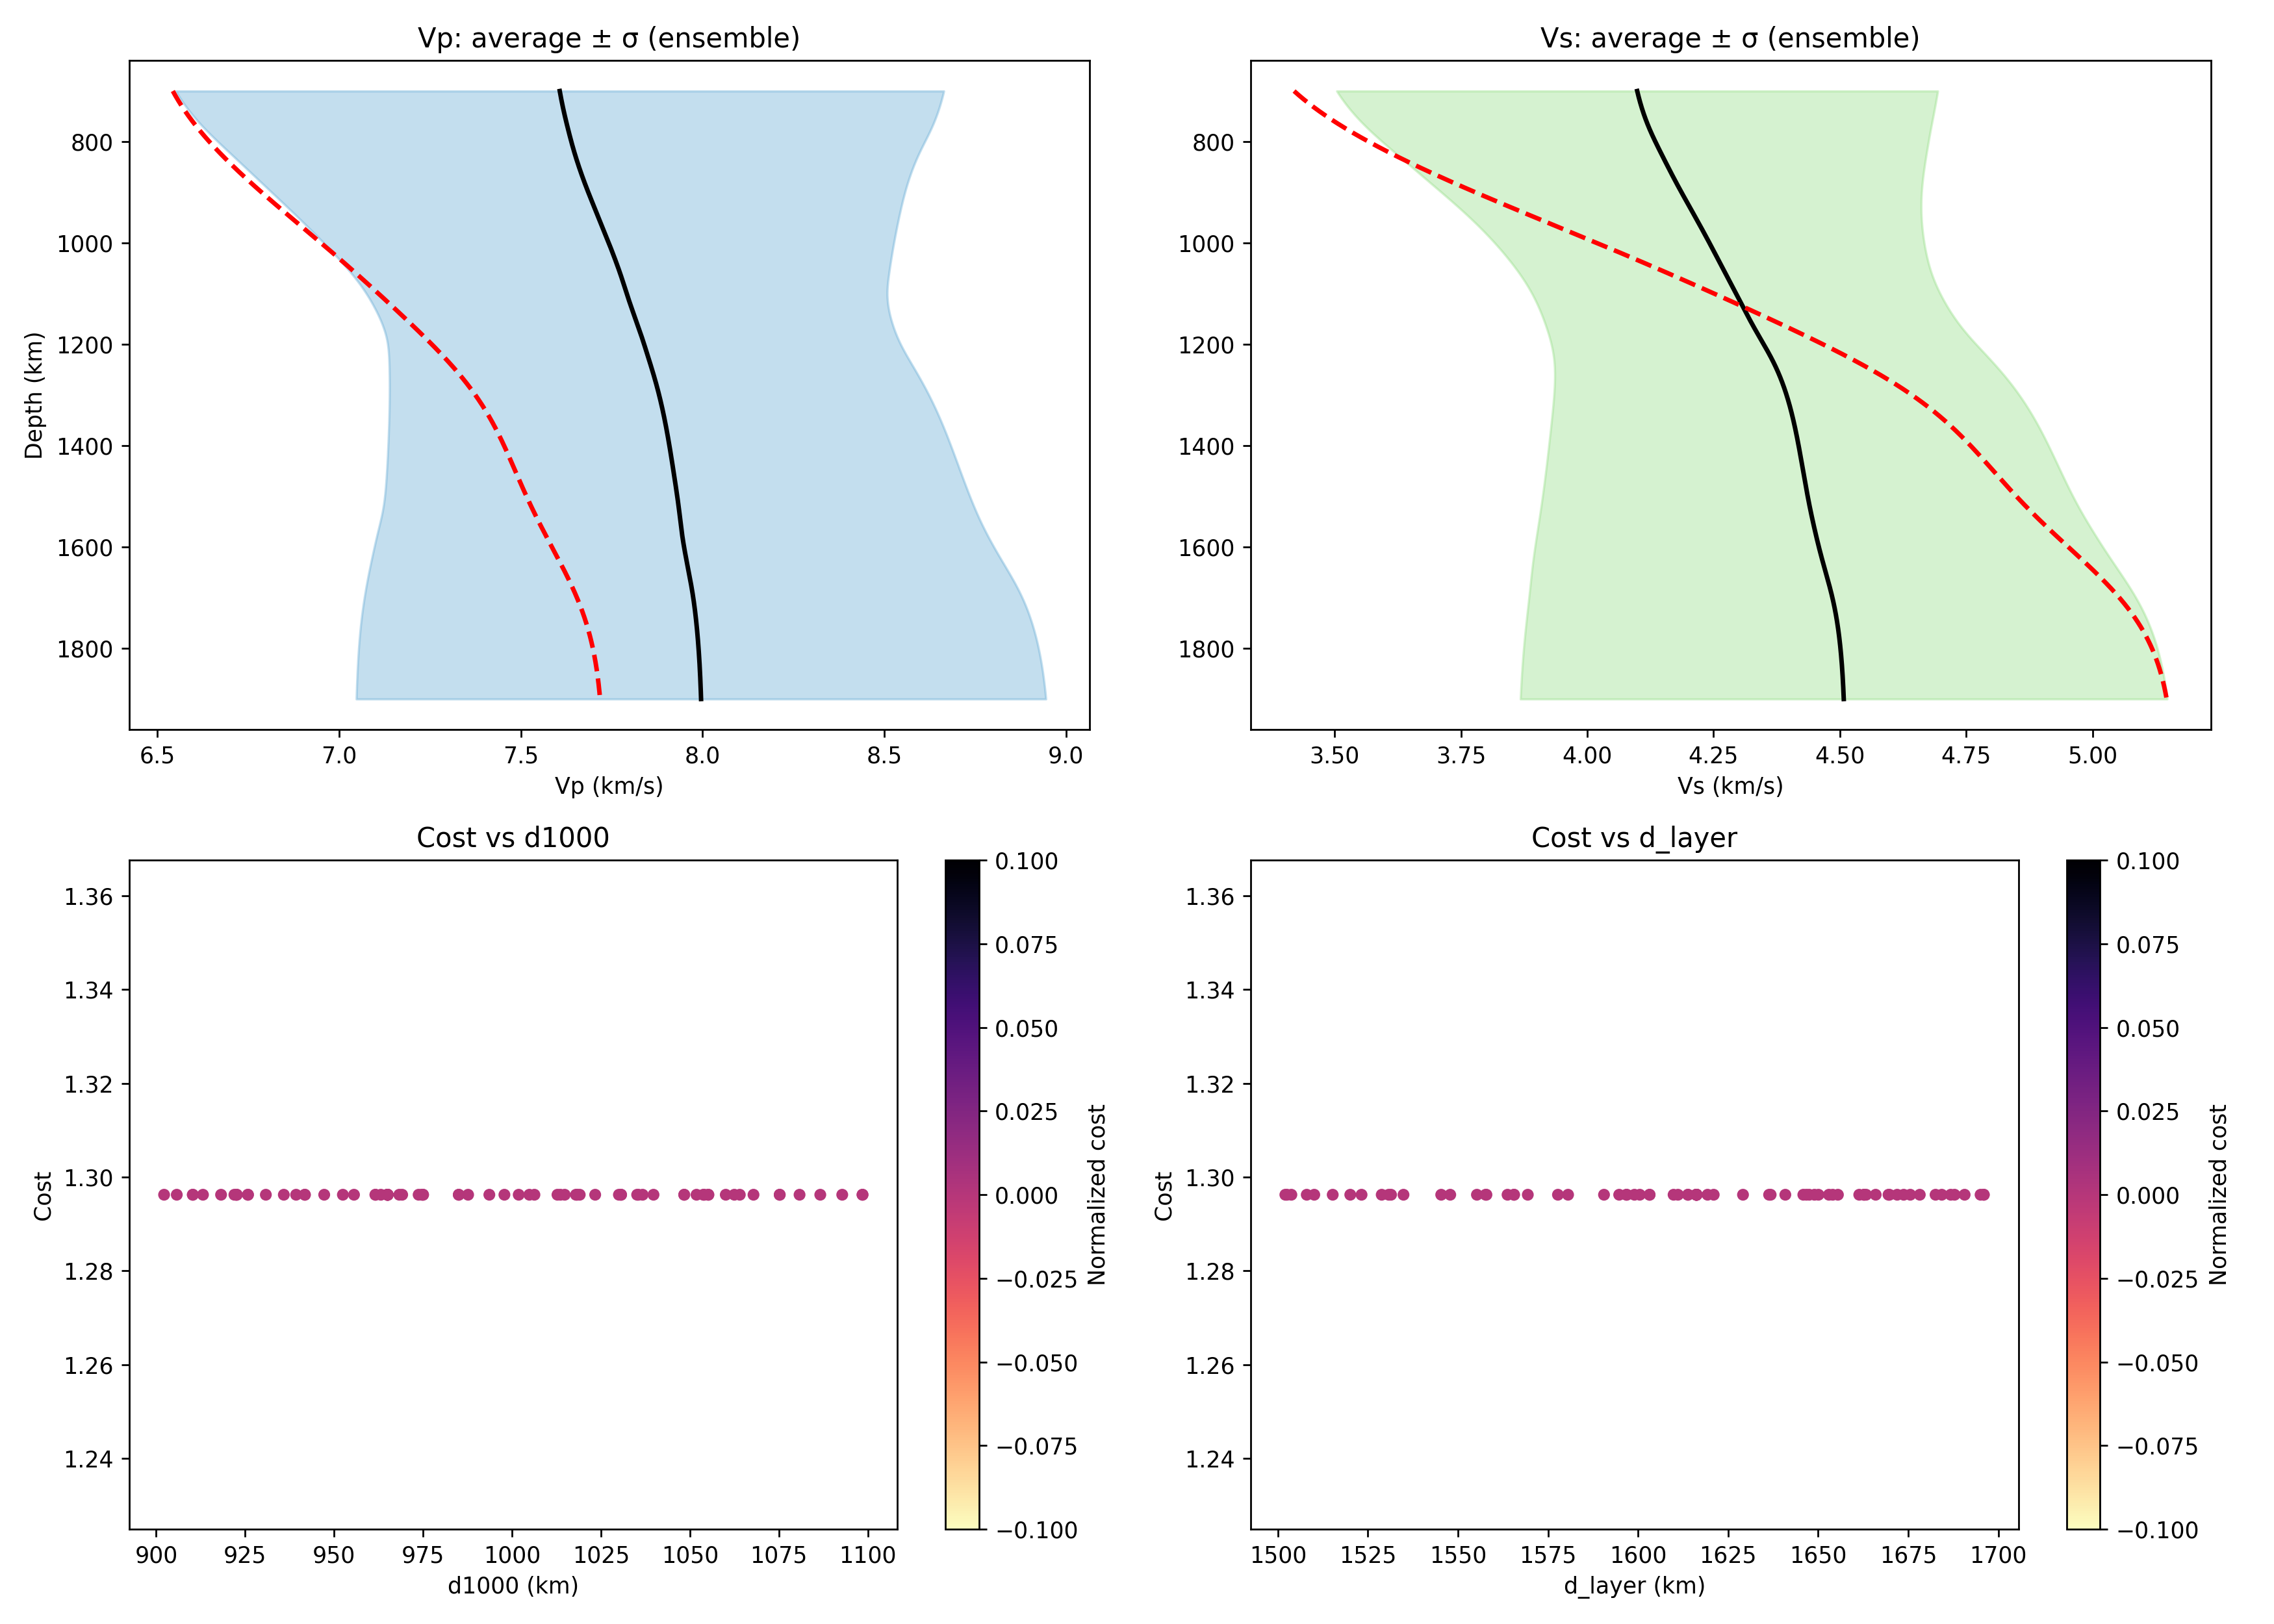 Vp: average ± σ (ensemble)
800
1000
1200
1400
1600
1800
Depth (km)
6.5 7.0 7.5 8.0 8.5 9.0
Vp (km/s)
Vs: average ± σ (ensemble)
800
1000
1200
1400
1600
1800
3.50 3.75 4.00 4.25 4.50 4.75 5.00
Vs (km/s)
Cost vs d1000
1.36
1.34
1.32
1.30
1.28
1.26
1.24
Cost
900 925 950 975 1000 1025 1050 1075 1100
d1000 (km)
0.100
0.075
0.050
0.025
0.000
−0.025
−0.050
−0.075
−0.100
Normalized cost
Cost vs d_layer
1.36
1.34
1.32
1.30
1.28
1.26
1.24
Cost
1500 1525 1550 1575 1600 1625 1650 1675 1700
d_layer (km)
0.100
0.075
0.050
0.025
0.000
−0.025
−0.050
−0.075
−0.100
Normalized cost